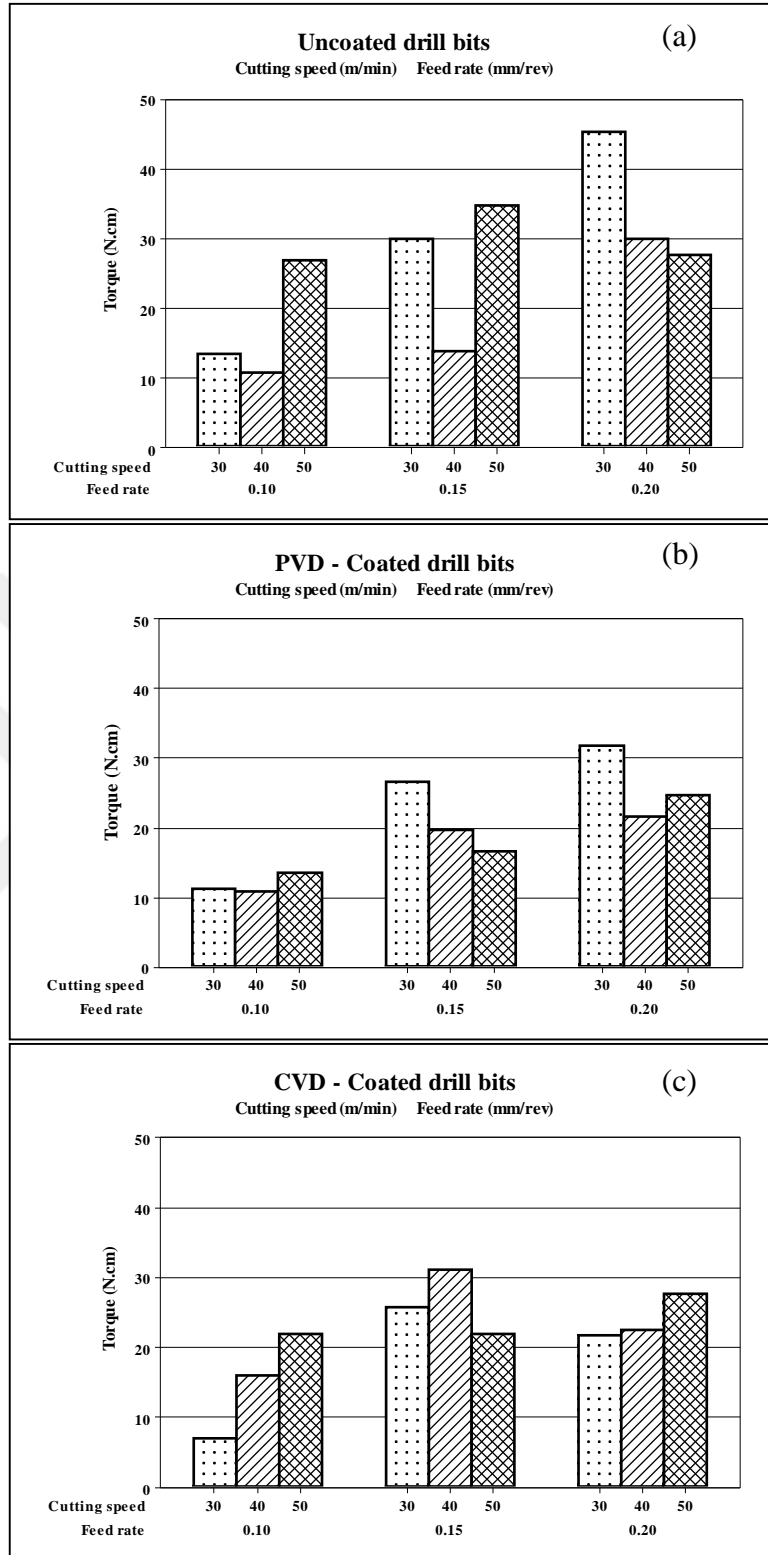 Uncoated drill bits (a)
Cutting speed (m/min) Feed rate (mm/rev)
50
40
30
20
10
0
Torque (N.cm)
Cutting speed 30 40 50 30 40 50 30 40 50
Feed rate 0.10 0.15 0.20
PVD - Coated drill bits (b)
Cutting speed (m/min) Feed rate (mm/rev)
50
40
30
20
10
0
Torque (N.cm)
Cutting speed 30 40 50 30 40 50 30 40 50
Feed rate 0.10 0.15 0.20
CVD - Coated drill bits (c)
Cutting speed (m/min) Feed rate (mm/rev)
50
40
30
20
10
0
Torque (N.cm)
Cutting speed 30 40 50 30 40 50 30 40 50
Feed rate 0.10 0.15 0.20